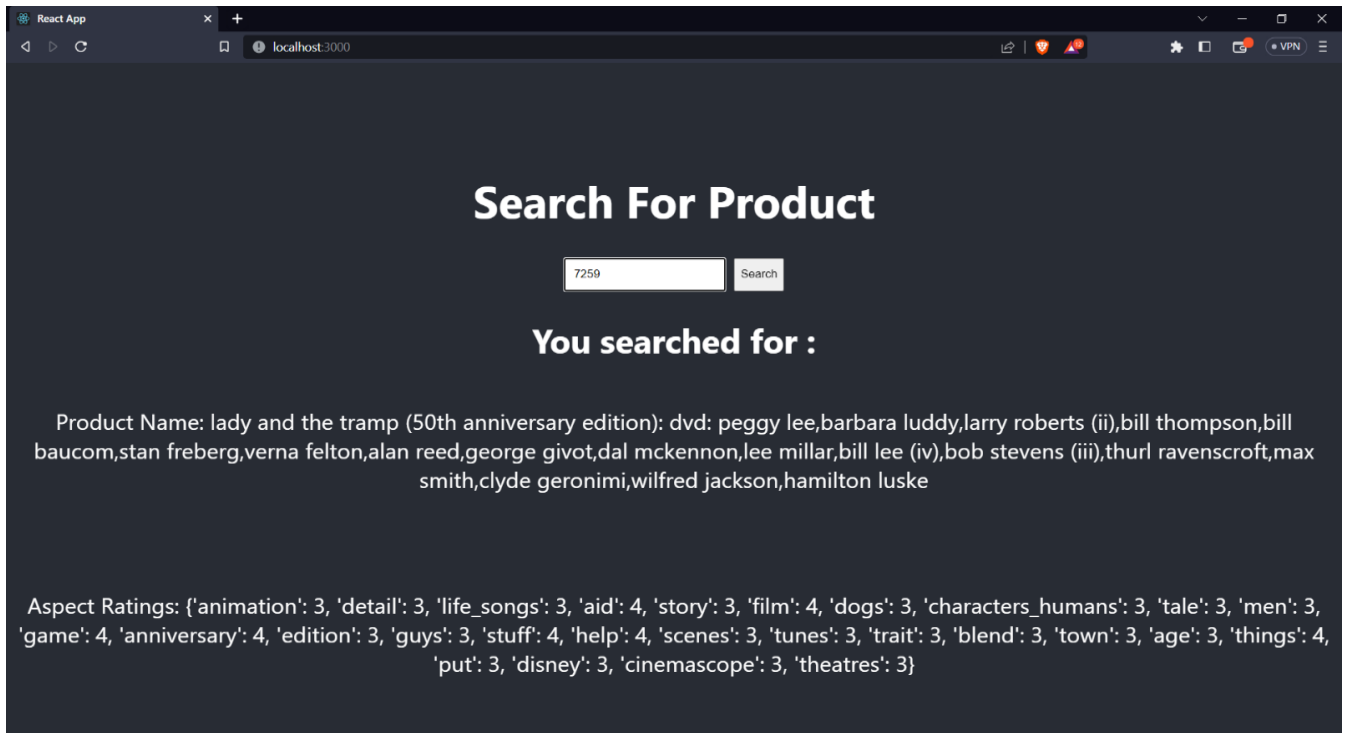 React App
localhost:3000
VPN
Search For Product
7259
Search
You searched for :
Product Name: lady and the tramp (50th anniversary edition): dvd: peggy lee,barbara luddy,larry roberts (ii),bill thompson,bill
baucom,stan freberg,verna felton,alan reed,george givot,dal mckennon,lee millar,bill lee (iv),bob stevens (iii),thurl ravenscroft,max
smith,clyde geronimi,wilfred jackson,hamilton luske
Aspect Ratings: {'animation': 3, 'detail': 3, 'life_songs': 3, 'aid': 4, 'story': 3, 'film': 4, 'dogs': 3, 'characters_humans': 3, 'tale': 3, 'men': 3,
'game': 4, 'anniversary': 4, 'edition': 3, 'guys': 3, 'stuff': 4, 'help': 4, 'scenes': 3, 'tunes': 3, 'trait': 3, 'blend': 3, 'town': 3, 'age': 3, 'things': 4,
'put': 3, 'disney': 3, 'cinemascope': 3, 'theatres': 3}